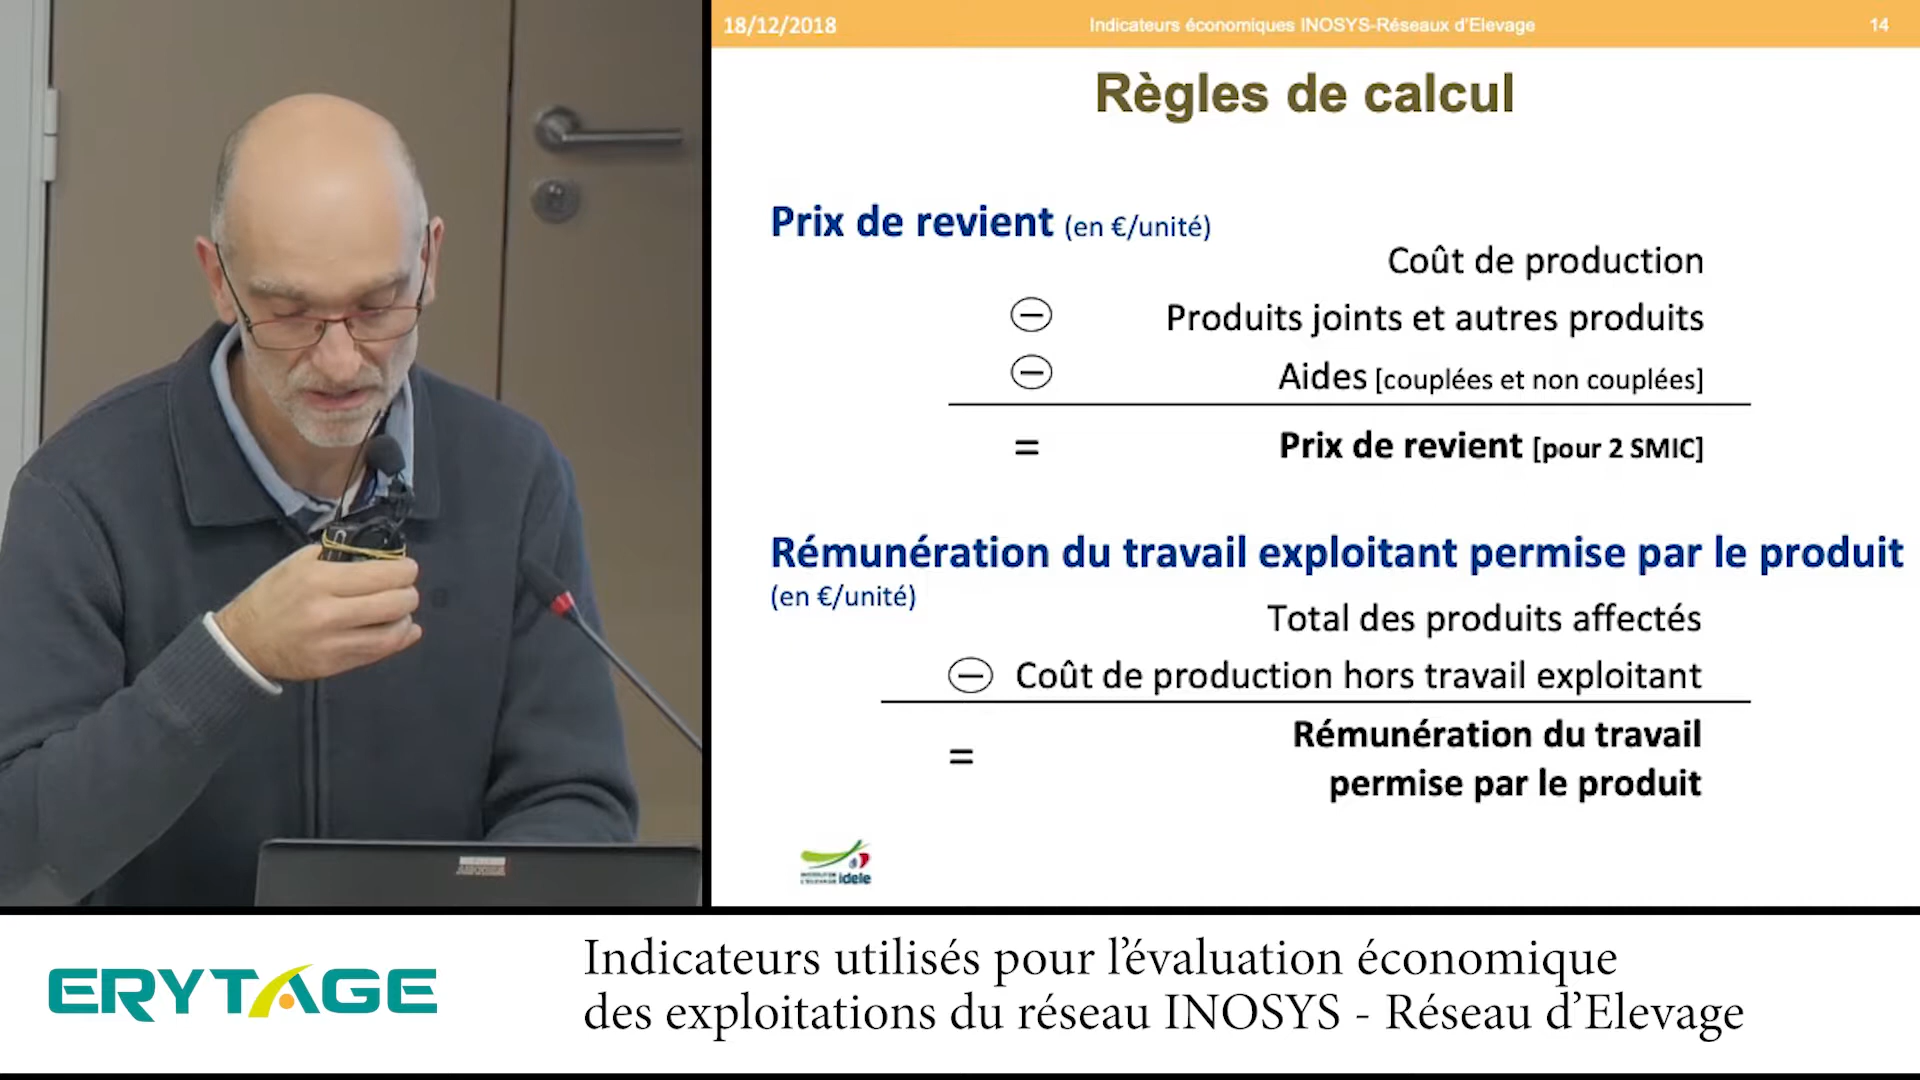 18/12/2018
Indicateurs économiques INOSYS-Réseaux d'Elevage
14
Règles de calcul
Prix de revient (en €/unité)
Coût de production
− Produits joints et autres produits
− Aides [couplées et non couplées]
= Prix de revient [pour 2 SMIC]
Rémunération du travail exploitant permise par le produit
(en €/unité)
Total des produits affectés
− Coût de production hors travail exploitant
= Rémunération du travail
permise par le produit
INSTITUT DE
L'ELEVAGE idele
ERYTAGE
Indicateurs utilisés pour l'évaluation économique
des exploitations du réseau INOSYS - Réseau d'Elevage